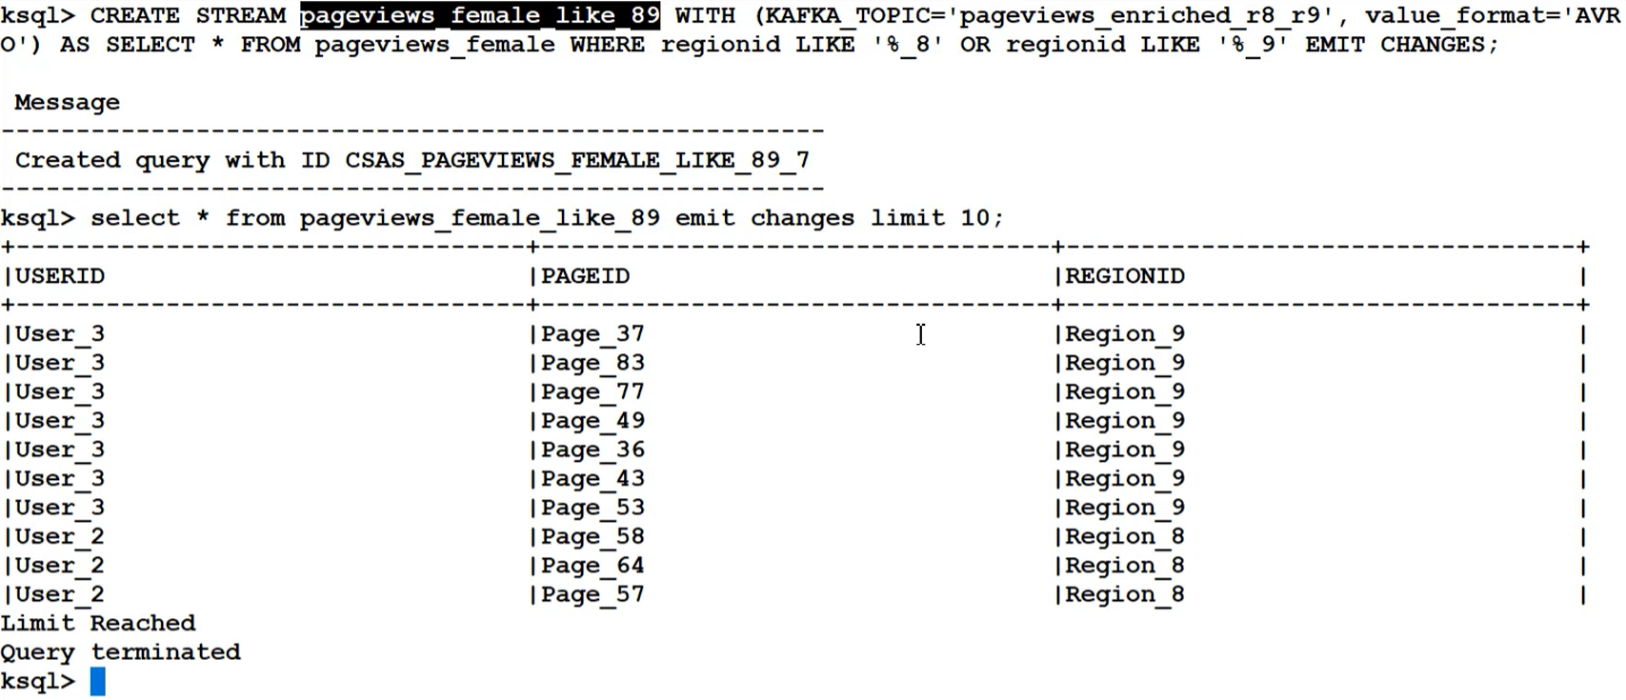 ksql> CREATE STREAM pageviews_female_like_89 WITH (KAFKA_TOPIC='pageviews_enriched_r8_r9', value_format='AVR
O') AS SELECT * FROM pageviews_female WHERE regionid LIKE '%_8' OR regionid LIKE '%_9' EMIT CHANGES;
 Message
-------------------------------------------------------
 Created query with ID CSAS_PAGEVIEWS_FEMALE_LIKE_89_7
-------------------------------------------------------
ksql> select * from pageviews_female_like_89 emit changes limit 10;
+----------------------------------+----------------------------------+----------------------------------+
|USERID                            |PAGEID                            |REGIONID                          |
+----------------------------------+----------------------------------+----------------------------------+
|User_3                            |Page_37                           |Region_9                          |
|User_3                            |Page_83                           |Region_9                          |
|User_3                            |Page_77                           |Region_9                          |
|User_3                            |Page_49                           |Region_9                          |
|User_3                            |Page_36                           |Region_9                          |
|User_3                            |Page_43                           |Region_9                          |
|User_3                            |Page_53                           |Region_9                          |
|User_2                            |Page_58                           |Region_8                          |
|User_2                            |Page_64                           |Region_8                          |
|User_2                            |Page_57                           |Region_8                          |
Limit Reached
Query terminated
ksql>